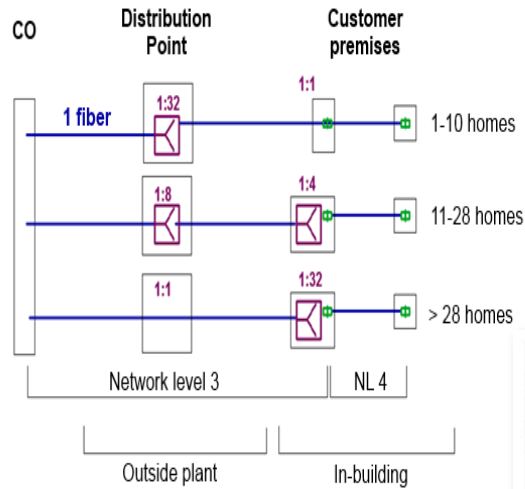 CO
Distribution
Point
Customer
premises
1 fiber
1:32
1:1
1-10 homes
1:8
1:4
11-28 homes
1:1
1:32
> 28 homes
Network level 3
NL 4
Outside plant
In-building